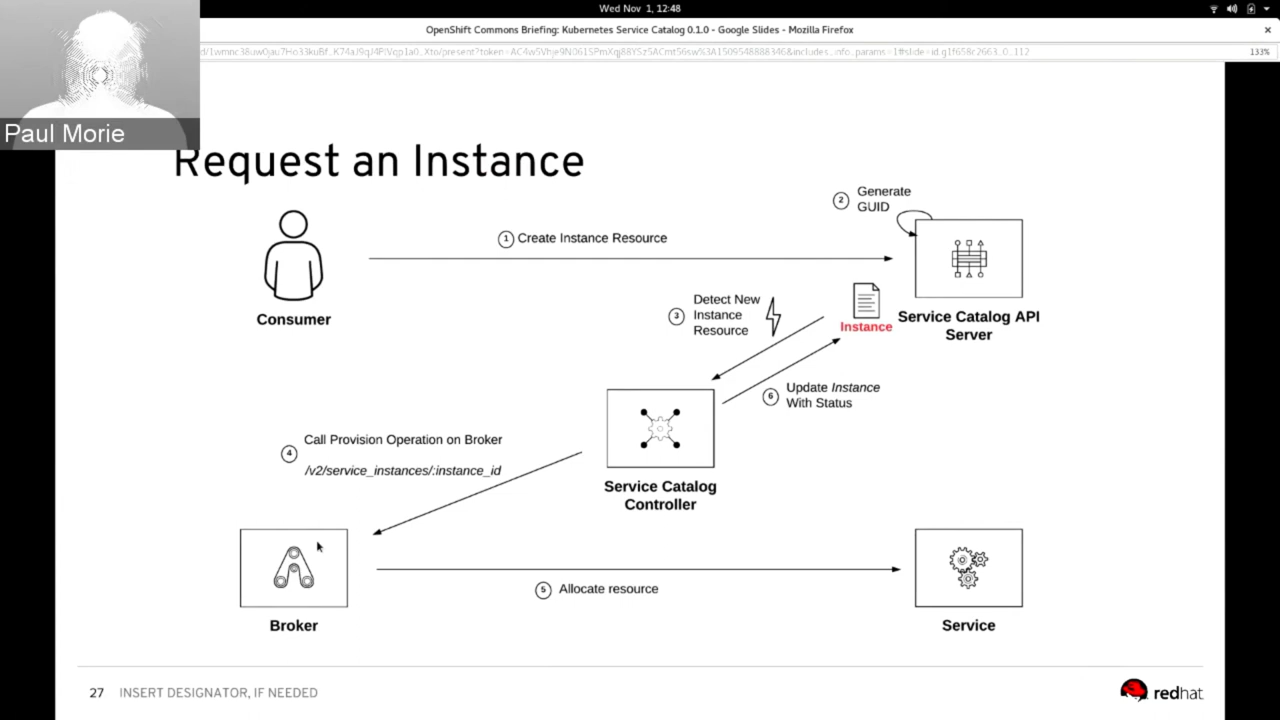 Wed Nov 1, 12:48
OpenShift Commons Briefing: Kubernetes Service Catalog 0.1.0 - Google Slides - Mozilla Firefox
133%
Paul Morie
Request an Instance
2
Generate
GUID
1 Create Instance Resource
Consumer
3
Detect New
Instance
Resource
Instance
Service Catalog API
Server
6
Update Instance
With Status
4
Call Provision Operation on Broker
/v2/service_instances/:instance_id
Service Catalog
Controller
5 Allocate resource
Broker
Service
27 INSERT DESIGNATOR, IF NEEDED
redhat